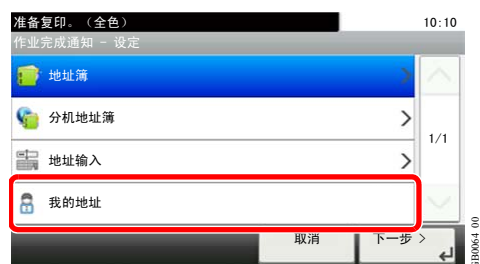 准备复印。（全色）
10:10
作业完成通知 - 设定
地址簿
分机地址簿
1/1
地址输入
我的地址
取消
下一步 >
GB0064_00